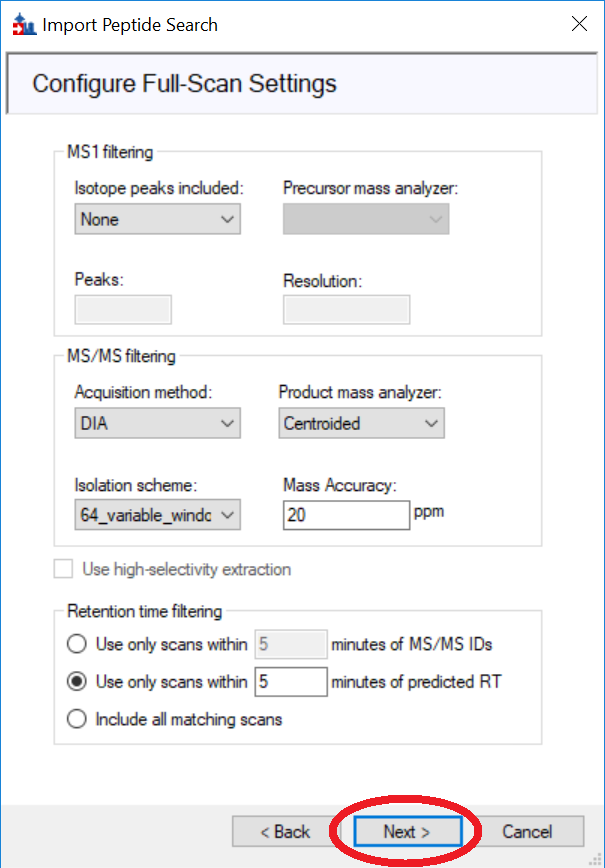 Import Peptide Search
Configure Full-Scan Settings
MS1 filtering
Isotope peaks included: Precursor mass analyzer:
None
Peaks: Resolution:
MS/MS filtering
Acquisition method: Product mass analyzer:
DIA Centroided
Isolation scheme: Mass Accuracy:
64_variable_windo 20 ppm
Use high-selectivity extraction
Retention time filtering
Use only scans within 5 minutes of MS/MS IDs
Use only scans within 5 minutes of predicted RT
Include all matching scans
< Back Next > Cancel